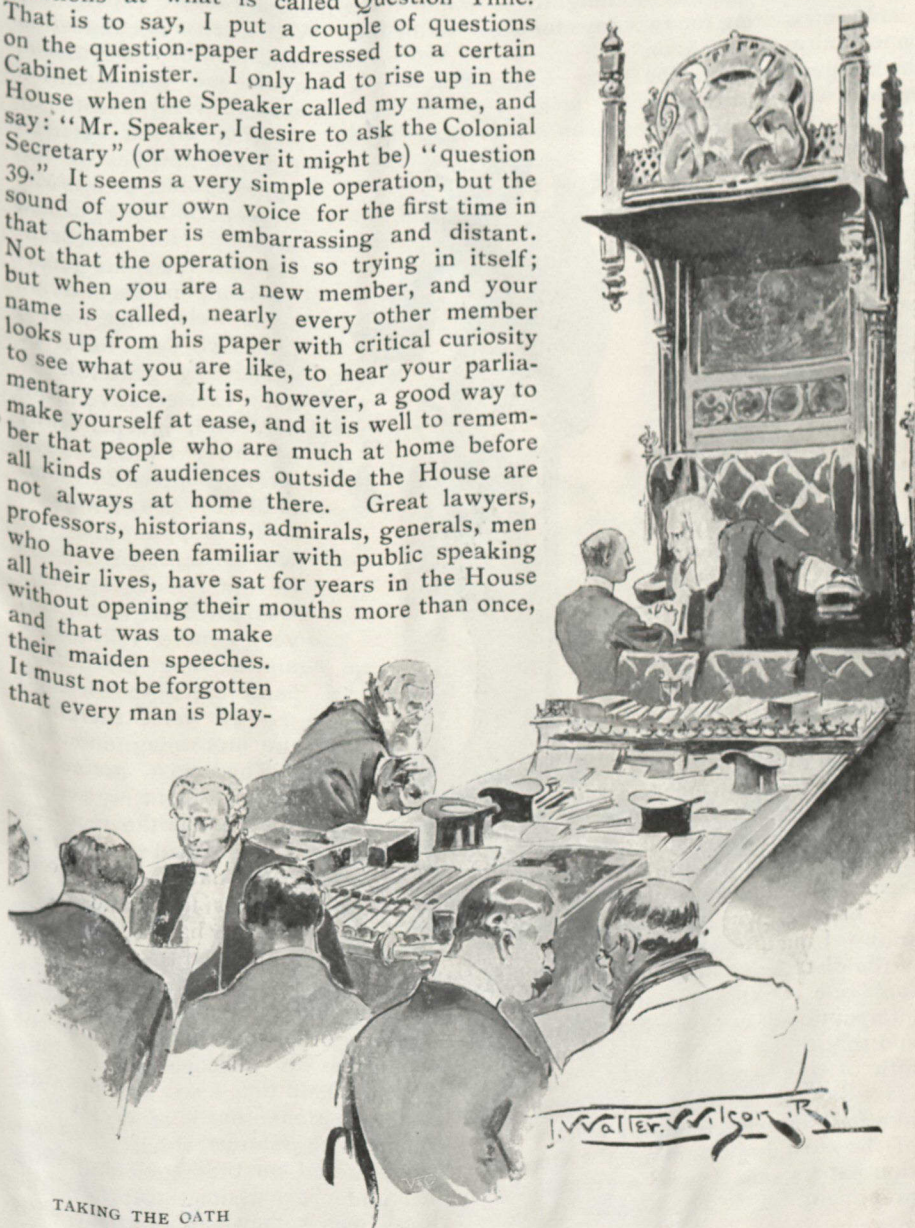 is called Question Time.
That is to say, I put a couple of questions
on the question-paper addressed to a certain
Cabinet Minister. I only had to rise up in the
House when the Speaker called my name, and
say: "Mr. Speaker, I desire to ask the Colonial
Secretary" (or whoever it might be) "question
39." It seems a very simple operation, but the
sound of your own voice for the first time in
that Chamber is embarrassing and distant.
Not that the operation is so trying in itself;
but when you are a new member, and your
name is called, nearly every other member
looks up from his paper with critical curiosity
to see what you are like, to hear your parlia-
mentary voice. It is, however, a good way to
make yourself at ease, and it is well to remem-
ber that people who are much at home before
all kinds of audiences outside the House are
not always at home there. Great lawyers,
professors, historians, admirals, generals, men
who have been familiar with public speaking
all their lives, have sat for years in the House
without opening their mouths more than once,
and that was to make
their maiden speeches.
It must not be forgotten
that every man is play-
J. Walter. Wilson. R.I
TAKING THE OATH